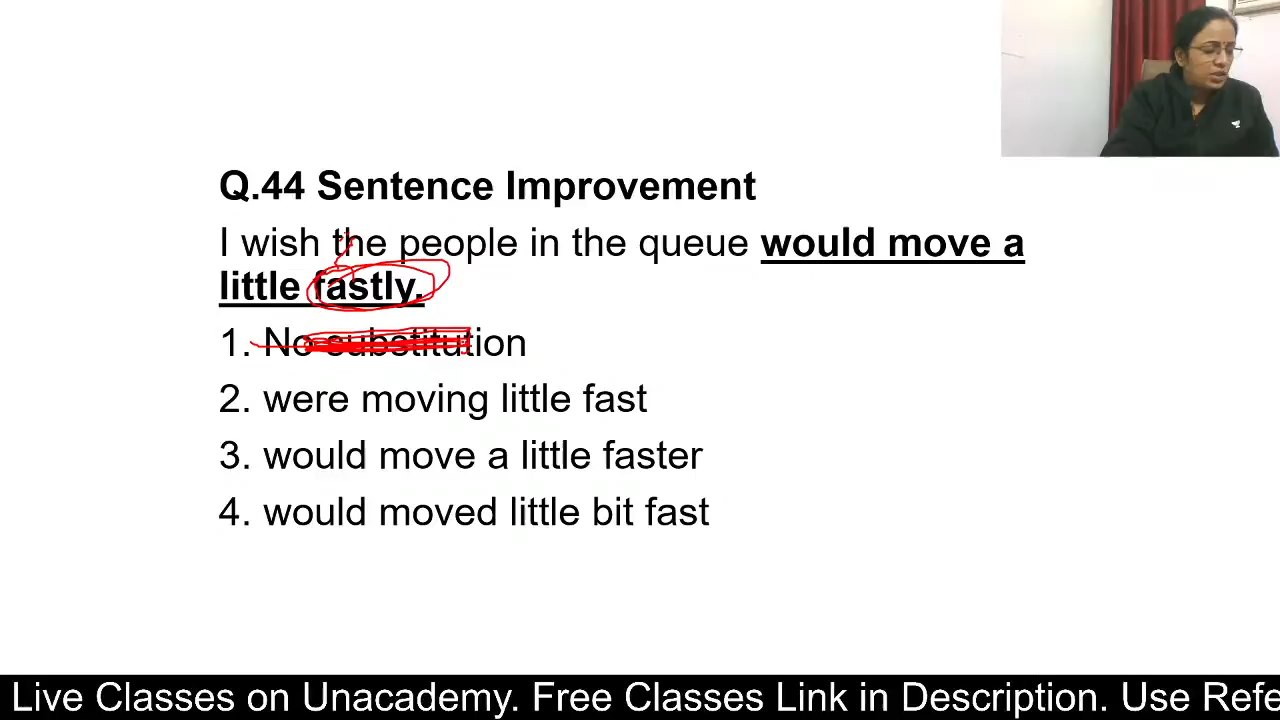 Q.44 Sentence Improvement
I wish the people in the queue would move a
little fastly.
1. No substitution
2. were moving little fast
3. would move a little faster
4. would moved little bit fast
Live Classes on Unacademy. Free Classes Link in Description. Use Refe